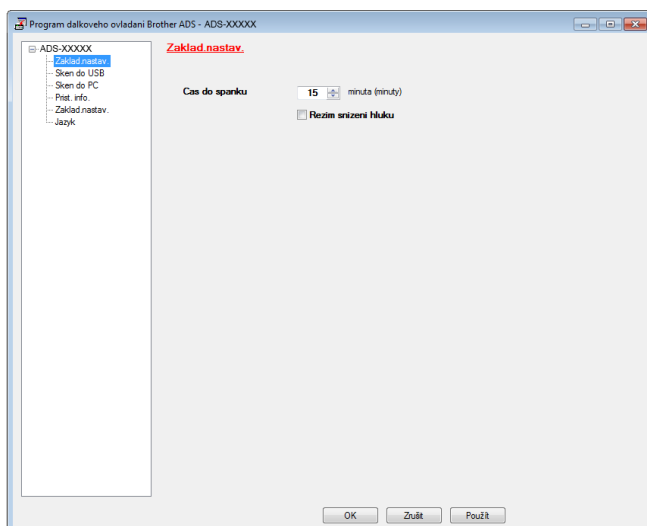 Program dalkoveho ovladani Brother ADS - ADS-XXXXX
ADS-XXXXX
Zaklad.nastav.
Sken do USB
Sken do PC
Prist. info.
Zaklad.nastav.
Jazyk
Zaklad.nastav.
Cas do spanku 15 minuta (minuty)
Rezim snizeni hluku
OK Zrušit Použít